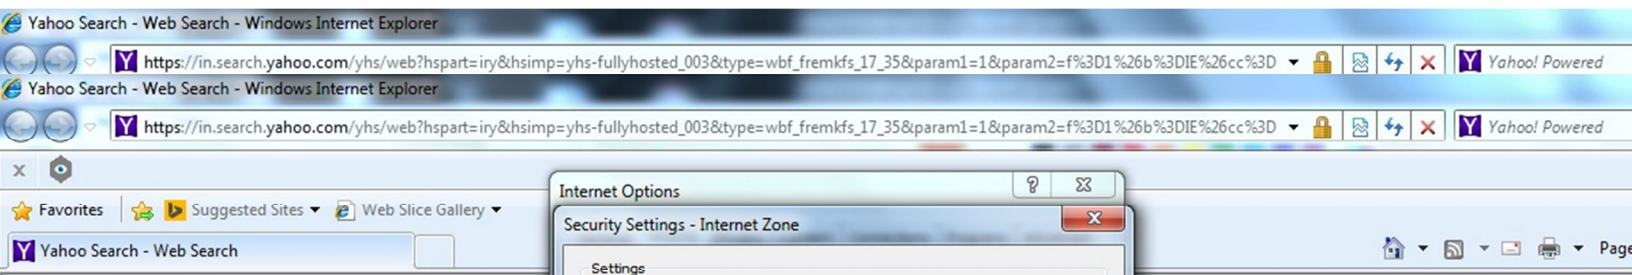 Yahoo Search - Web Search - Windows Internet Explorer
https://in.search.yahoo.com/yhs/web?hspart=iry&hsimp=yhs-fullyhosted_003&type=wbf_fremkfs_17_35&param1=1&param2=f%3D1%26b%3DIE%26cc%3D Yahoo! Powered
Yahoo Search - Web Search - Windows Internet Explorer
https://in.search.yahoo.com/yhs/web?hspart=iry&hsimp=yhs-fullyhosted_003&type=wbf_fremkfs_17_35&param1=1&param2=f%3D1%26b%3DIE%26cc%3D Yahoo! Powered
x
Internet Options
Favorites Suggested Sites Web Slice Gallery
Security Settings - Internet Zone
Yahoo Search - Web Search
Page
Settings